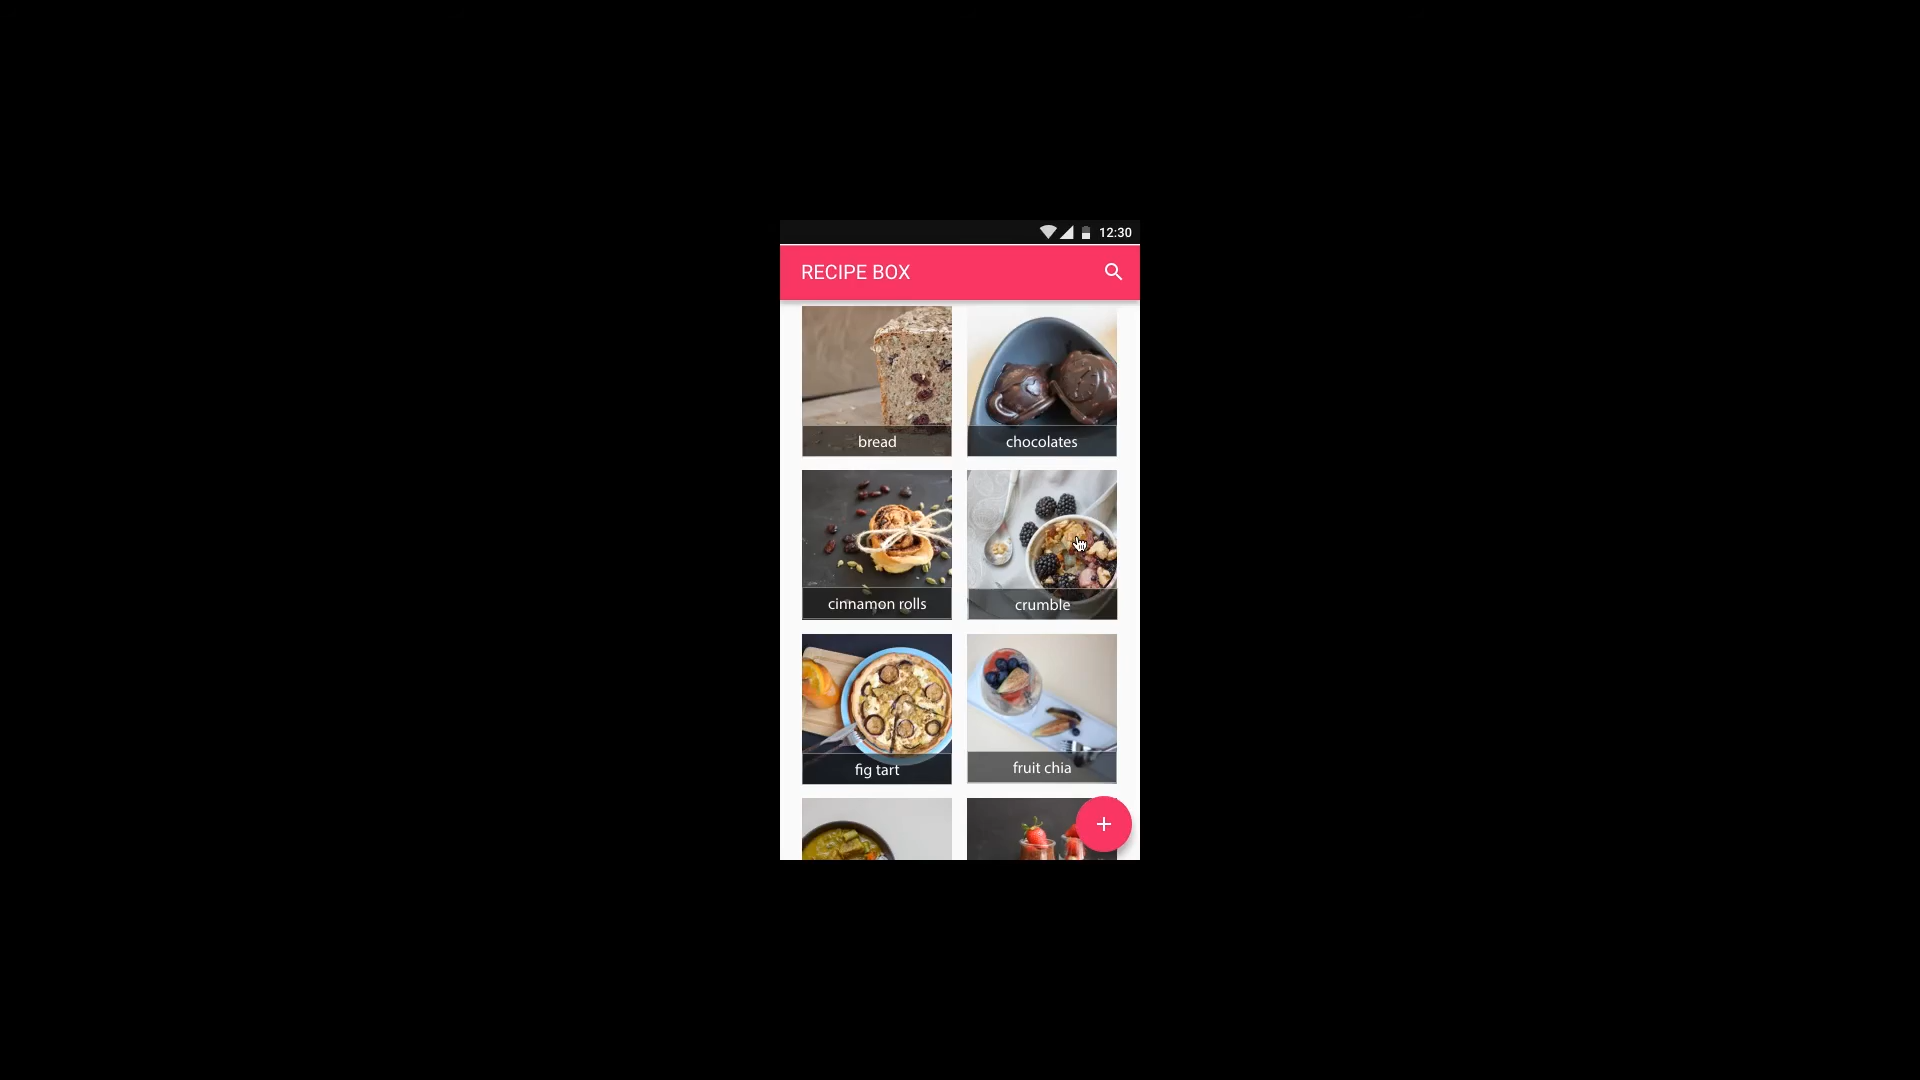 12:30
RECIPE BOX
bread
chocolates
cinnamon rolls
crumble
fig tart
fruit chia